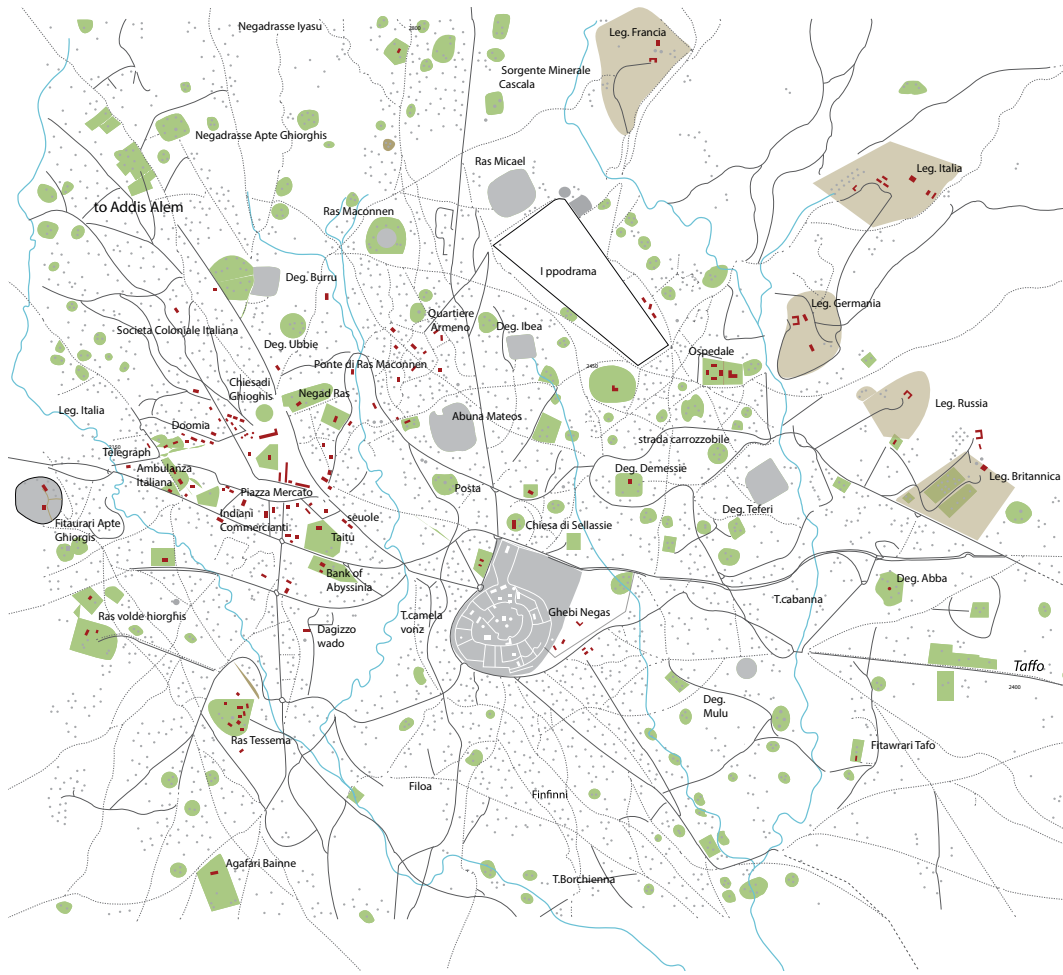 Negadrasse Iyasu
2600
Leg. Francia
Sorgente Minerale
Cascala
Negadrasse Apte Ghiorghis
Ras Micael
Leg. Italia
to Addis Alem
Ras Maconnen
I ppodrama
Deg. Burru
Leg. Germania
Quartiere
Armeno
Deg. Ibea
Societa Coloniale Italiana
Deg. Ubbie
Ospedale
Ponte di Ras Maconnen
2450
Chiesadi
Ghioghis
Negad Ras
Leg. Italia
Abuna Mateos
Leg. Russia
Doomia
strada carrozzobile
Telegraph
Ambulanza
Italiana
Deg. Demessie
Leg. Britannica
Piazza Mercato
Posta
Indiani
Commercianti
seuole
Deg. Teferi
Fitaurari Apte
Ghiorgis
Chiesa di Sellassie
Taitu
Bank of
Abyssinia
Deg. Abba
T.cabanna
Ras volde hiorghis
T.camela
vonz
Ghebi Negas
Dagizzo
wado
Taffo
2400
Deg.
Mulu
Ras Tessema
Fitawrari Tafo
Filoa
Finfinni
Agafari Bainne
T.Borchienna